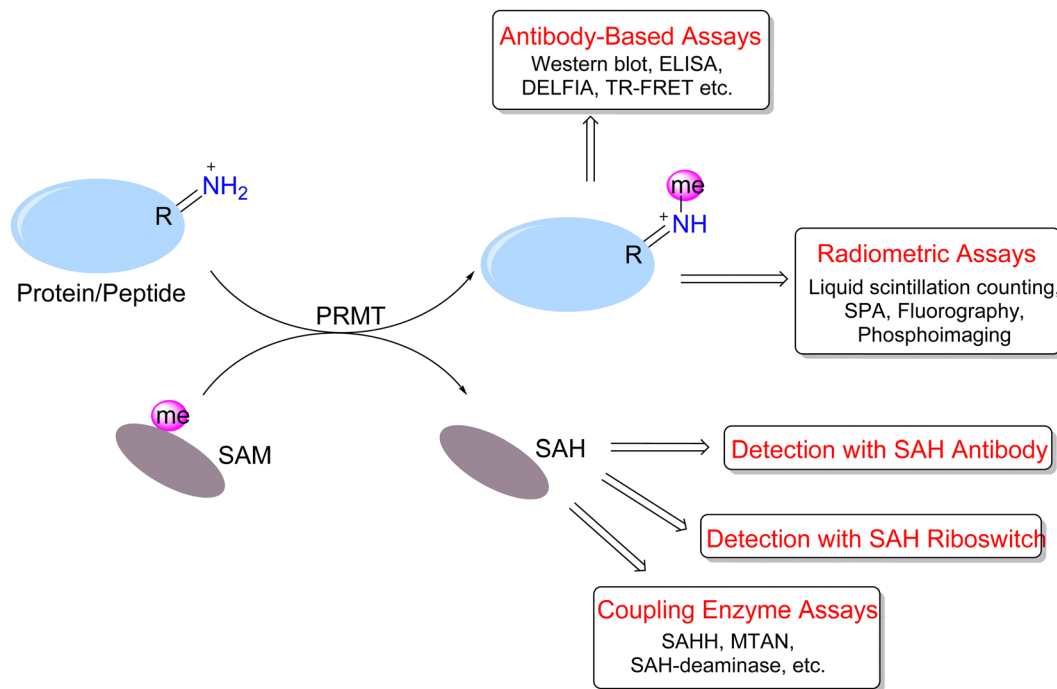 Antibody-Based Assays
Western blot, ELISA,
DELFIA, TR-FRET etc.
+
NH2
R
Protein/Peptide
me
+
NH
R
Radiometric Assays
Liquid scintillation counting,
SPA, Fluorography,
Phosphoimaging
PRMT
me
SAM
SAH
Detection with SAH Antibody
Detection with SAH Riboswitch
Coupling Enzyme Assays
SAHH, MTAN,
SAH-deaminase, etc.